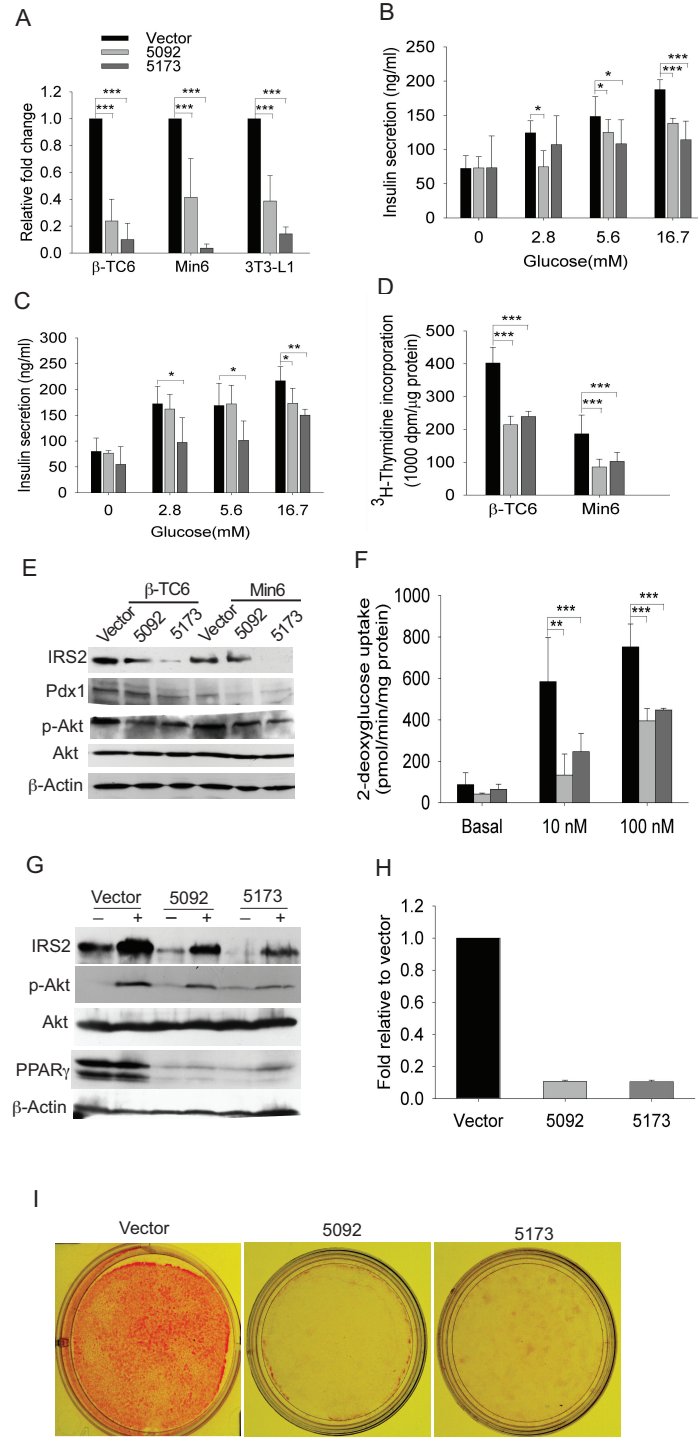 A
Vector
5092
5173
Relative fold change
1.2
1.0
0.8
0.6
0.4
0.2
0.0
***
***
***
***
***
***
β-TC6 Min6 3T3-L1
B
Insulin secretion (ng/ml)
250
200
150
100
50
0
*
*
*
***
***
0 2.8 5.6 16.7
Glucose(mM)
C
Insulin secretion (ng/ml)
300
250
200
150
100
50
0
*
*
**
*
0 2.8 5.6 16.7
Glucose(mM)
D
3H-Thymidine incorporation
(1000 dpm/µg protein)
500
400
300
200
100
0
***
***
***
***
β-TC6 Min6
E
β-TC6 Min6
Vector 5092 5173 Vector 5092 5173
IRS2
Pdx1
p-Akt
Akt
β-Actin
F
2-deoxyglucose uptake
(pmol/min/mg protein)
1000
800
600
400
200
0
***
**
***
***
Basal 10 nM 100 nM
G
Vector 5092 5173
– + – + – +
IRS2
p-Akt
Akt
PPARγ
β-Actin
H
Fold relative to vector
1.2
1.0
0.8
0.6
0.4
0.2
0.0
Vector 5092 5173
I
Vector 5092 5173